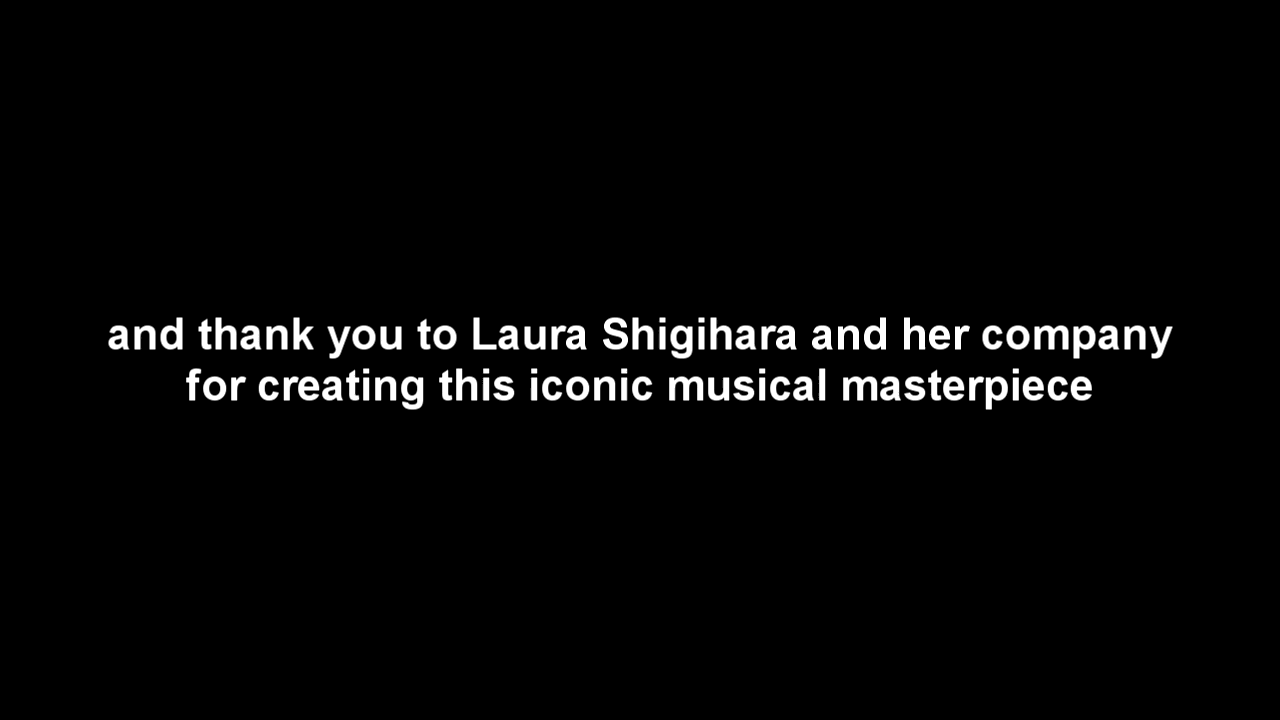 and thank you to Laura Shigihara and her company
for creating this iconic musical masterpiece